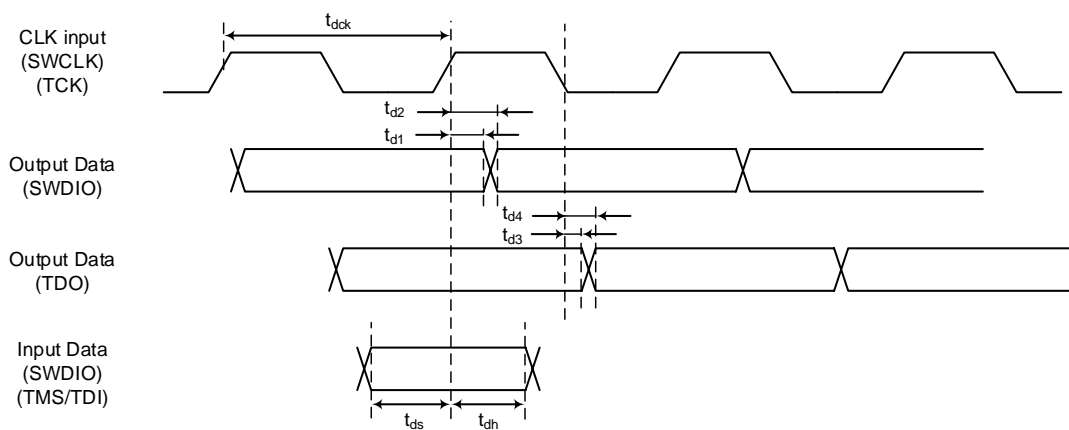 t_dck
CLK input
(SWCLK)
(TCK)
t_d2
t_d1
Output Data
(SWDIO)
t_d4
t_d3
Output Data
(TDO)
Input Data
(SWDIO)
(TMS/TDI)
t_ds
t_dh